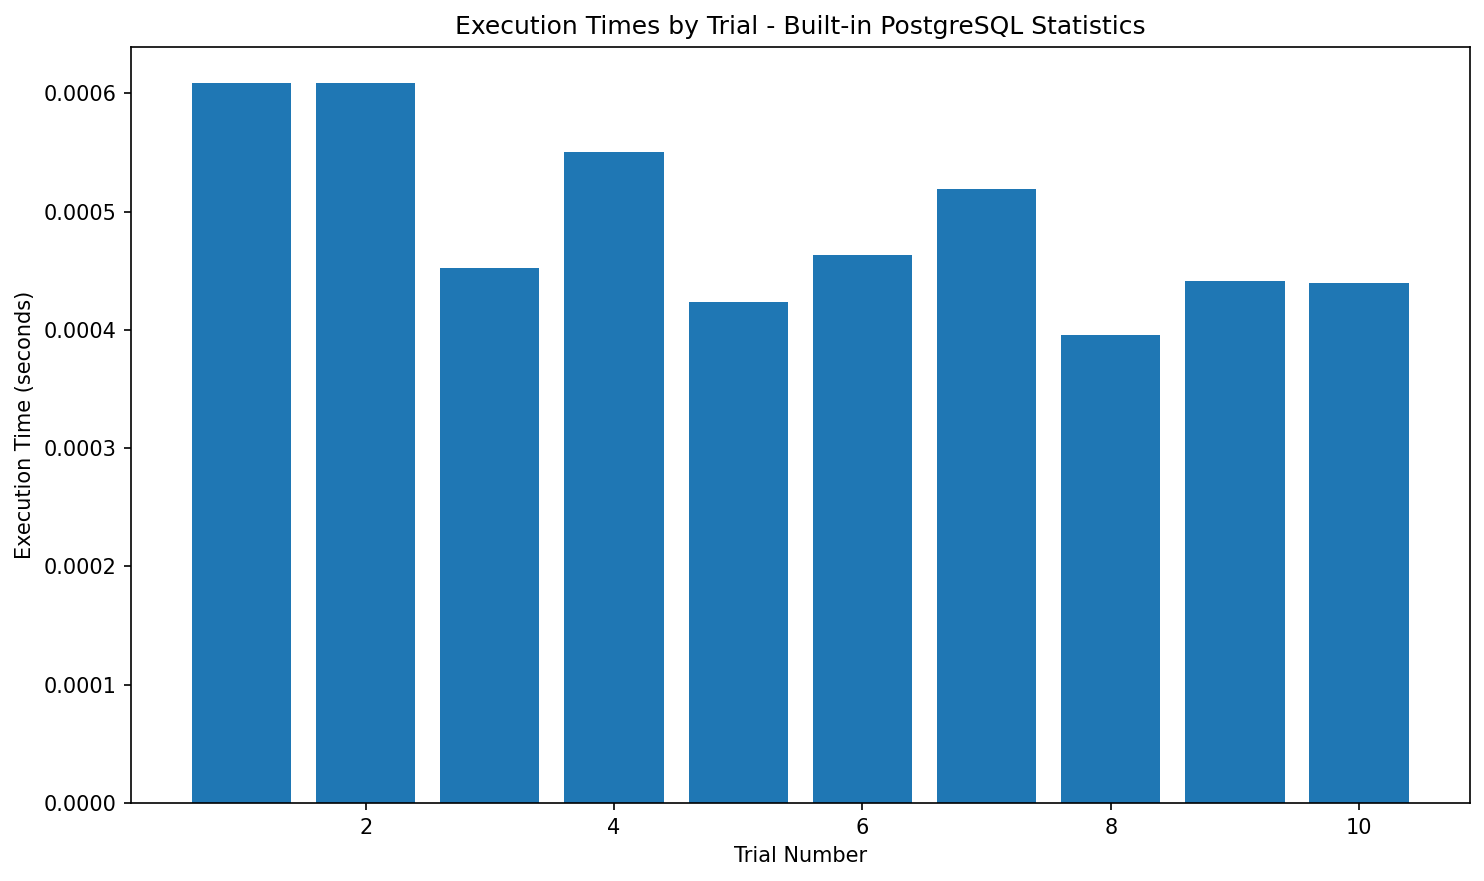 Execution Times by Trial - Built-in PostgreSQL Statistics
Execution Time (seconds)
0.0006
0.0005
0.0004
0.0003
0.0002
0.0001
0.0000
2 4 6 8 10
Trial Number